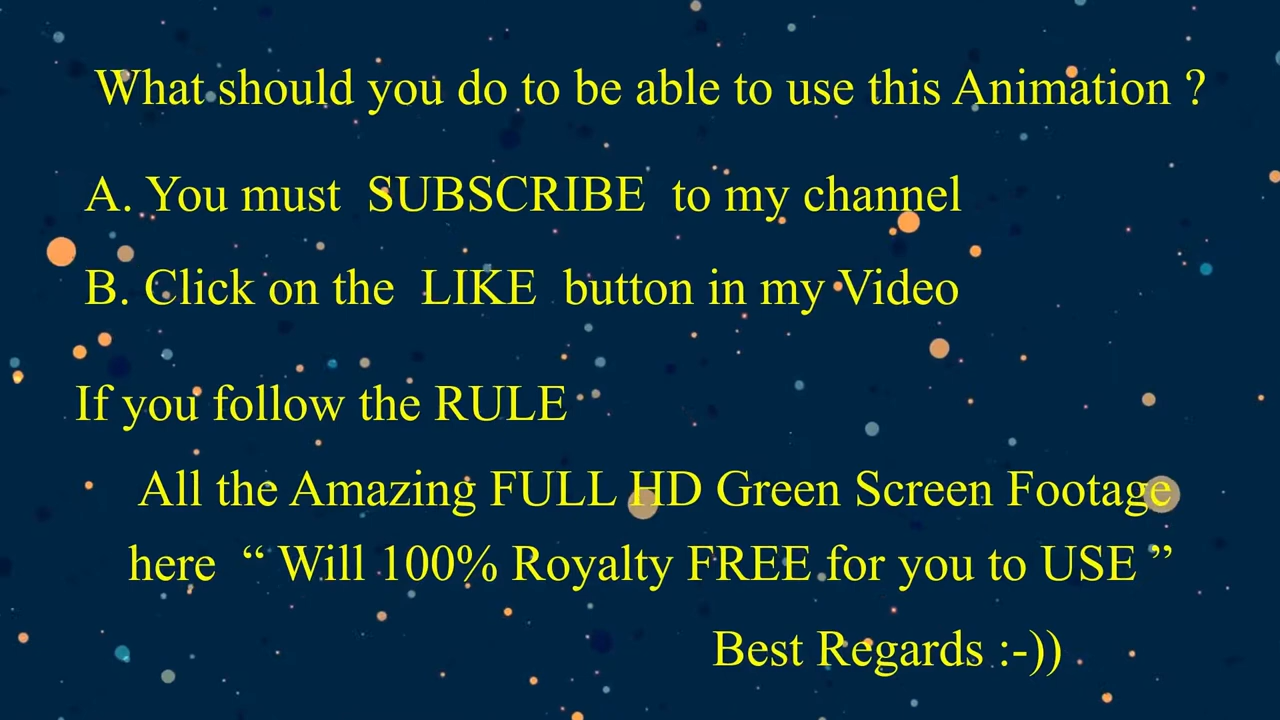 What should you do to be able to use this Animation ?
A. You must SUBSCRIBE to my channel
B. Click on the LIKE button in my Video
If you follow the RULE
All the Amazing FULL HD Green Screen Footage
here “ Will 100% Royalty FREE for you to USE ”
Best Regards :-))